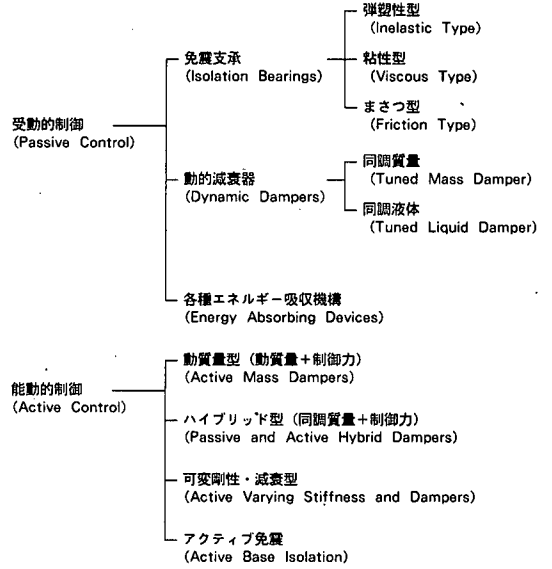 弾塑性型
(Inelastic Type)
免震支承
(Isolation Bearings)
粘性型
(Viscous Type)
まさつ型
(Friction Type)
受動的制御
(Passive Control)
同調質量
(Tuned Mass Damper)
動的減衰器
(Dynamic Dampers)
同調液体
(Tuned Liquid Damper)
各種エネルギー吸収機構
(Energy Absorbing Devices)
動質量型(動質量+制御力)
(Active Mass Dampers)
能動的制御
(Active Control)
ハイブリッド型(同調質量+制御力)
(Passive and Active Hybrid Dampers)
可変剛性・減衰型
(Active Varying Stiffness and Dampers)
アクティブ免震
(Active Base Isolation)